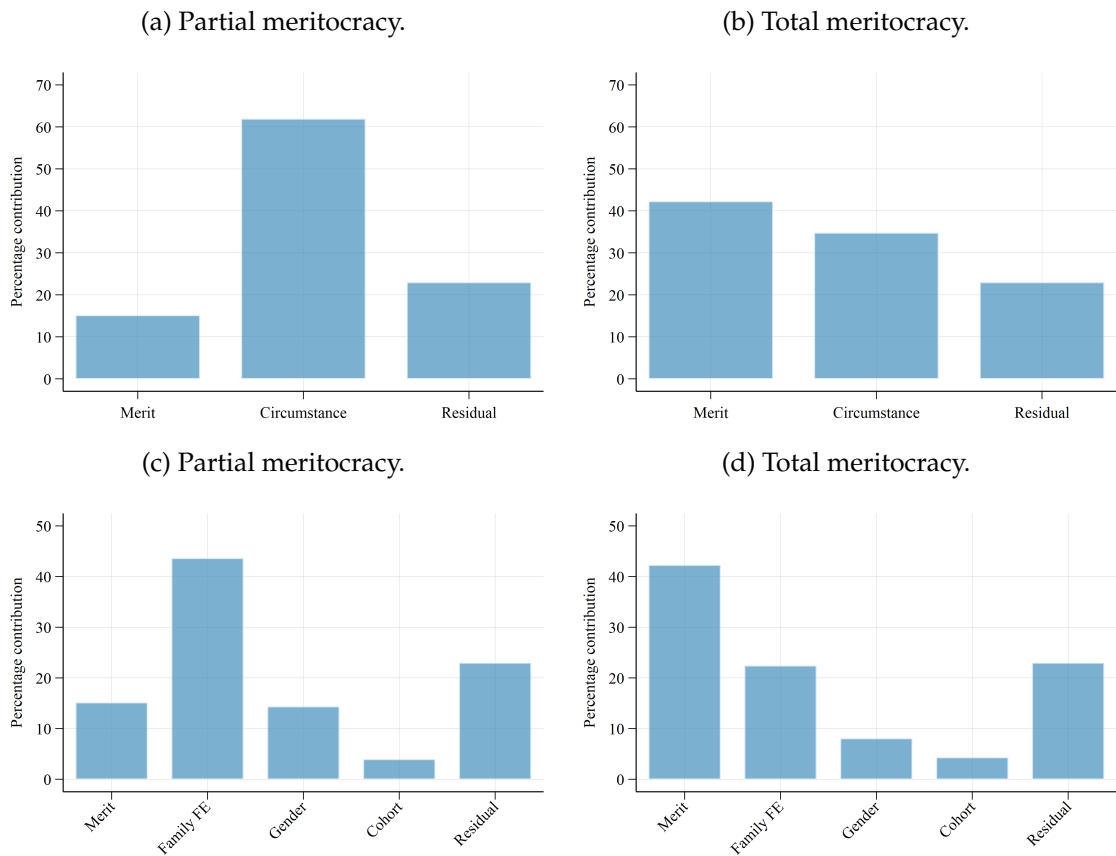 (a) Partial meritocracy.
Percentage contribution
70
60
50
40
30
20
10
0
Merit Circumstance Residual
(b) Total meritocracy.
Percentage contribution
70
60
50
40
30
20
10
0
Merit Circumstance Residual
(c) Partial meritocracy.
Percentage contribution
50
40
30
20
10
0
Merit Family FE Gender Cohort Residual
(d) Total meritocracy.
Percentage contribution
50
40
30
20
10
0
Merit Family FE Gender Cohort Residual